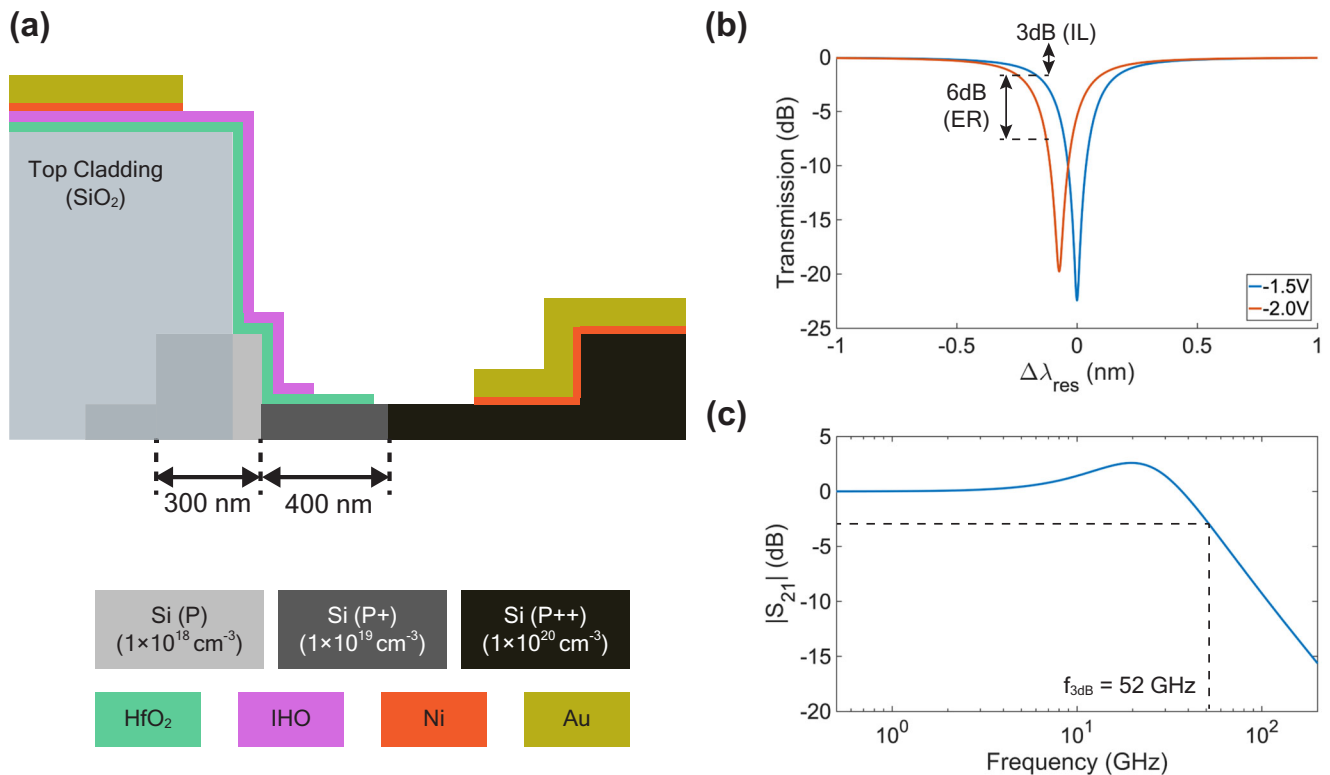 (a)
Top Cladding
(SiO₂)
300 nm
400 nm
Si (P)
(1×10¹⁸ cm⁻³)
Si (P+)
(1×10¹⁹ cm⁻³)
Si (P++)
(1×10²⁰ cm⁻³)
HfO₂
IHO
Ni
Au
(b)
3dB (IL)
6dB
(ER)
Transmission (dB)
0
-5
-10
-15
-20
-25
-1
-0.5
0
0.5
1
Δλres (nm)
-1.5V
-2.0V
(c)
|S₂₁| (dB)
5
0
-5
-10
-15
-20
f3dB = 52 GHz
10⁰
10¹
10²
Frequency (GHz)